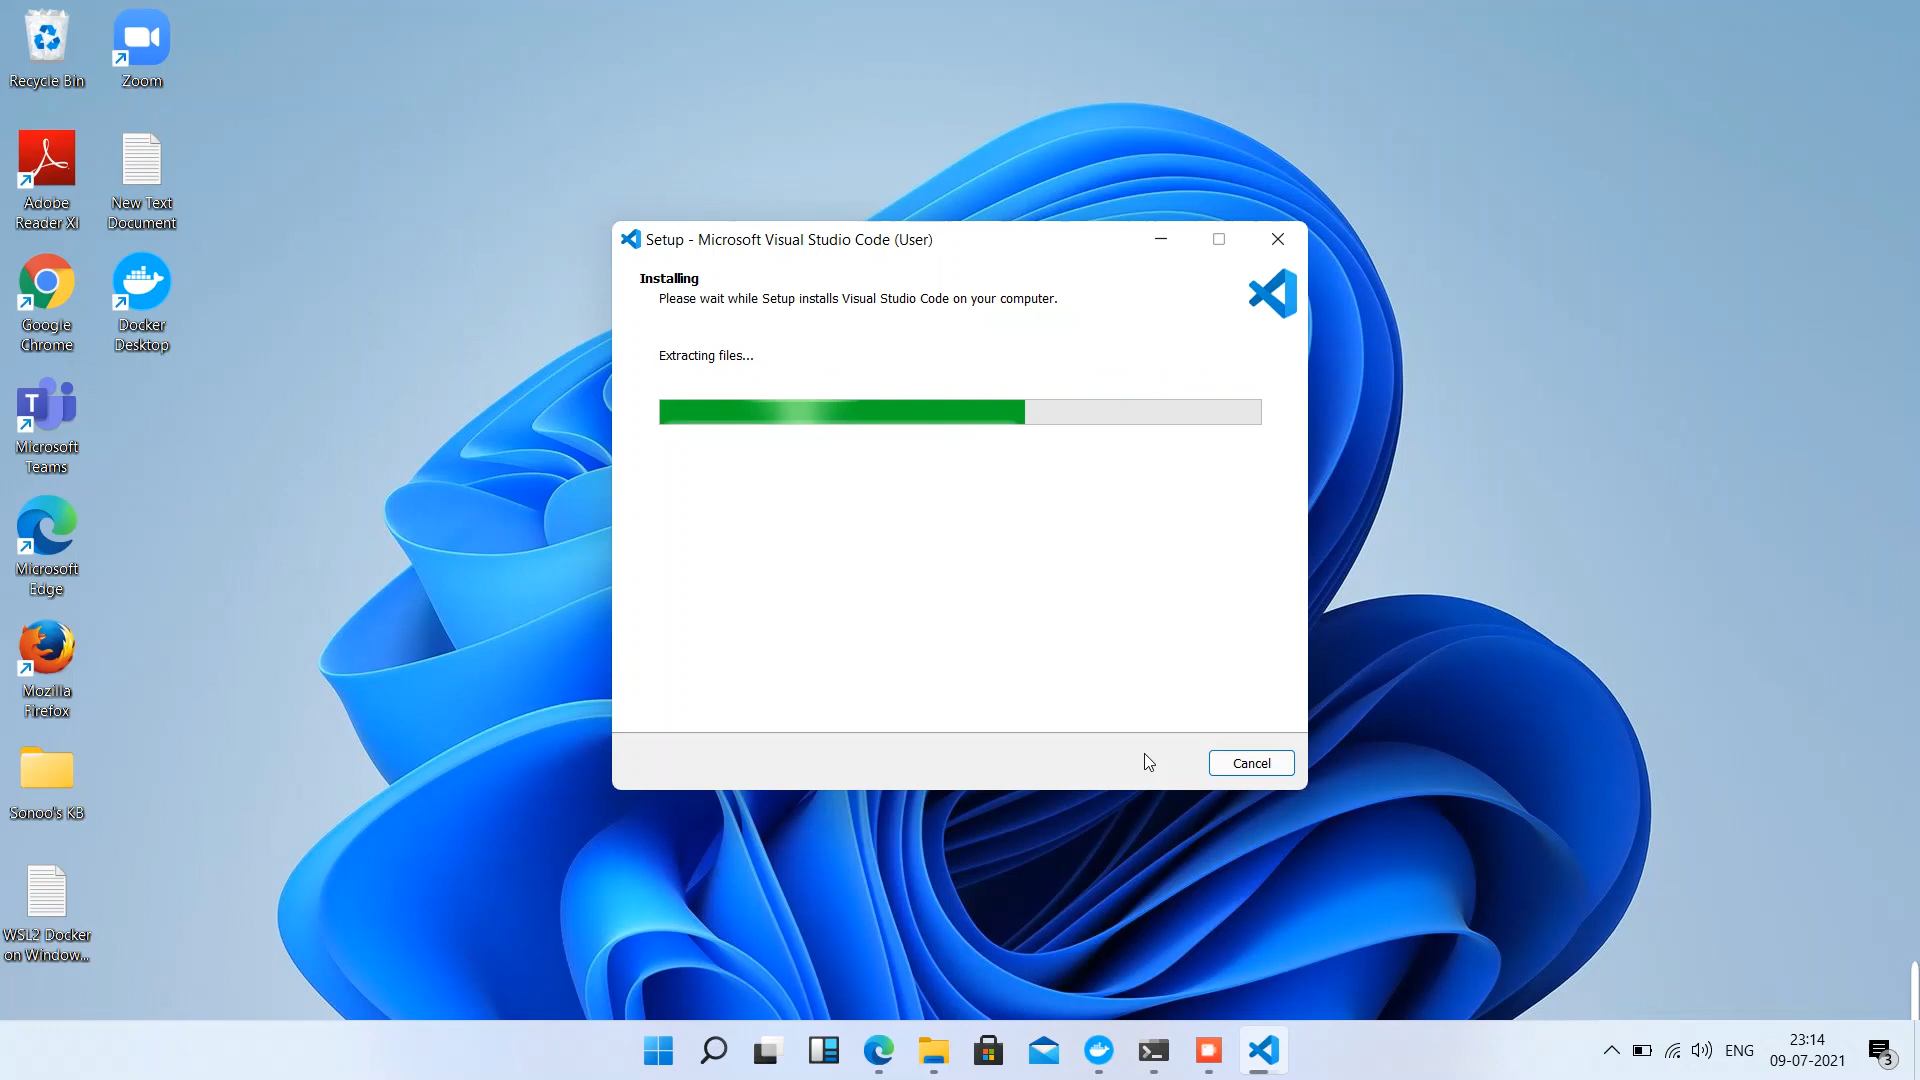 Recycle Bin
Zoom
Adobe
Reader XI
New Text
Document
Google
Chrome
Docker
Desktop
T
Microsoft
Teams
Microsoft
Edge
Mozilla
Firefox
Sonoo's KB
WSL2 Docker
on Window...
Setup - Microsoft Visual Studio Code (User)
Installing
Please wait while Setup installs Visual Studio Code on your computer.
Extracting files...
Cancel
ENG
23:14
09-07-2021
3